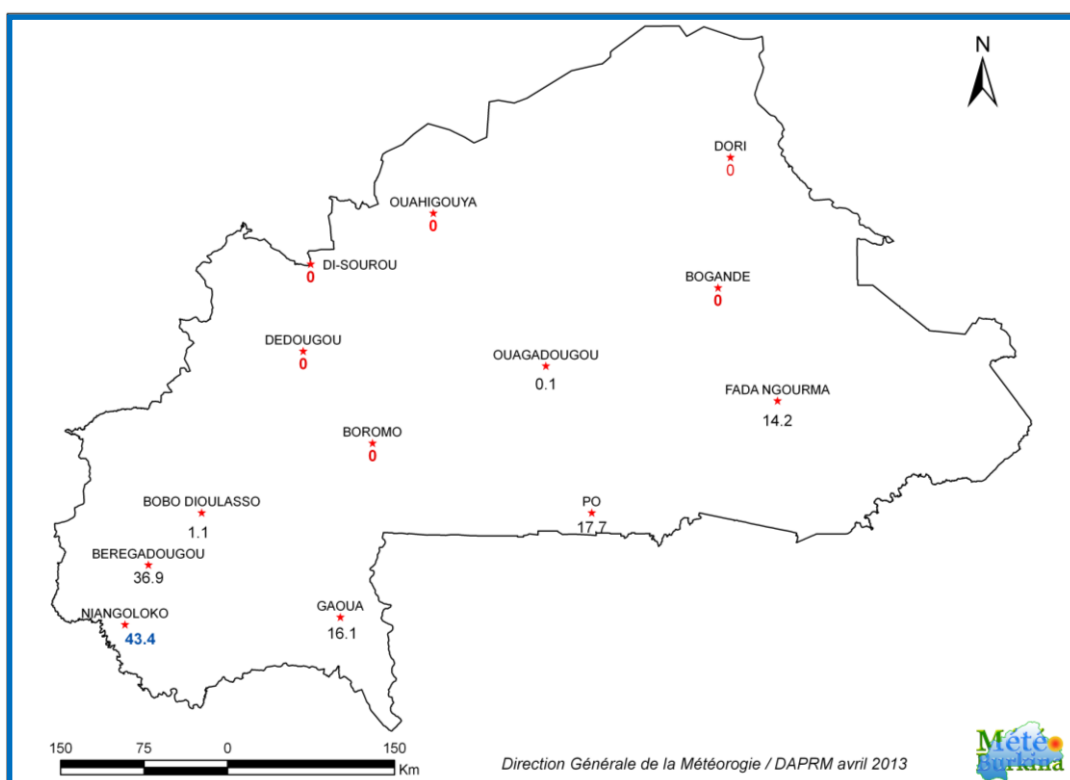 N
DORI
0
OUAHIGOUYA
0
DI-SOUROU
0
BOGANDE
0
DEDOUGOU
0
OUAGADOUGOU
0.1
FADA NGOURMA
14.2
BOROMO
0
BOBO DIOULASSO
1.1
PO
17.7
BEREGADOUGOU
36.9
NIANGOLOKO
43.4
GAOUA
16.1
150 75 0 150
Km
Direction Générale de la Météorogie / DAPRM avril 2013
Météo
Burkina